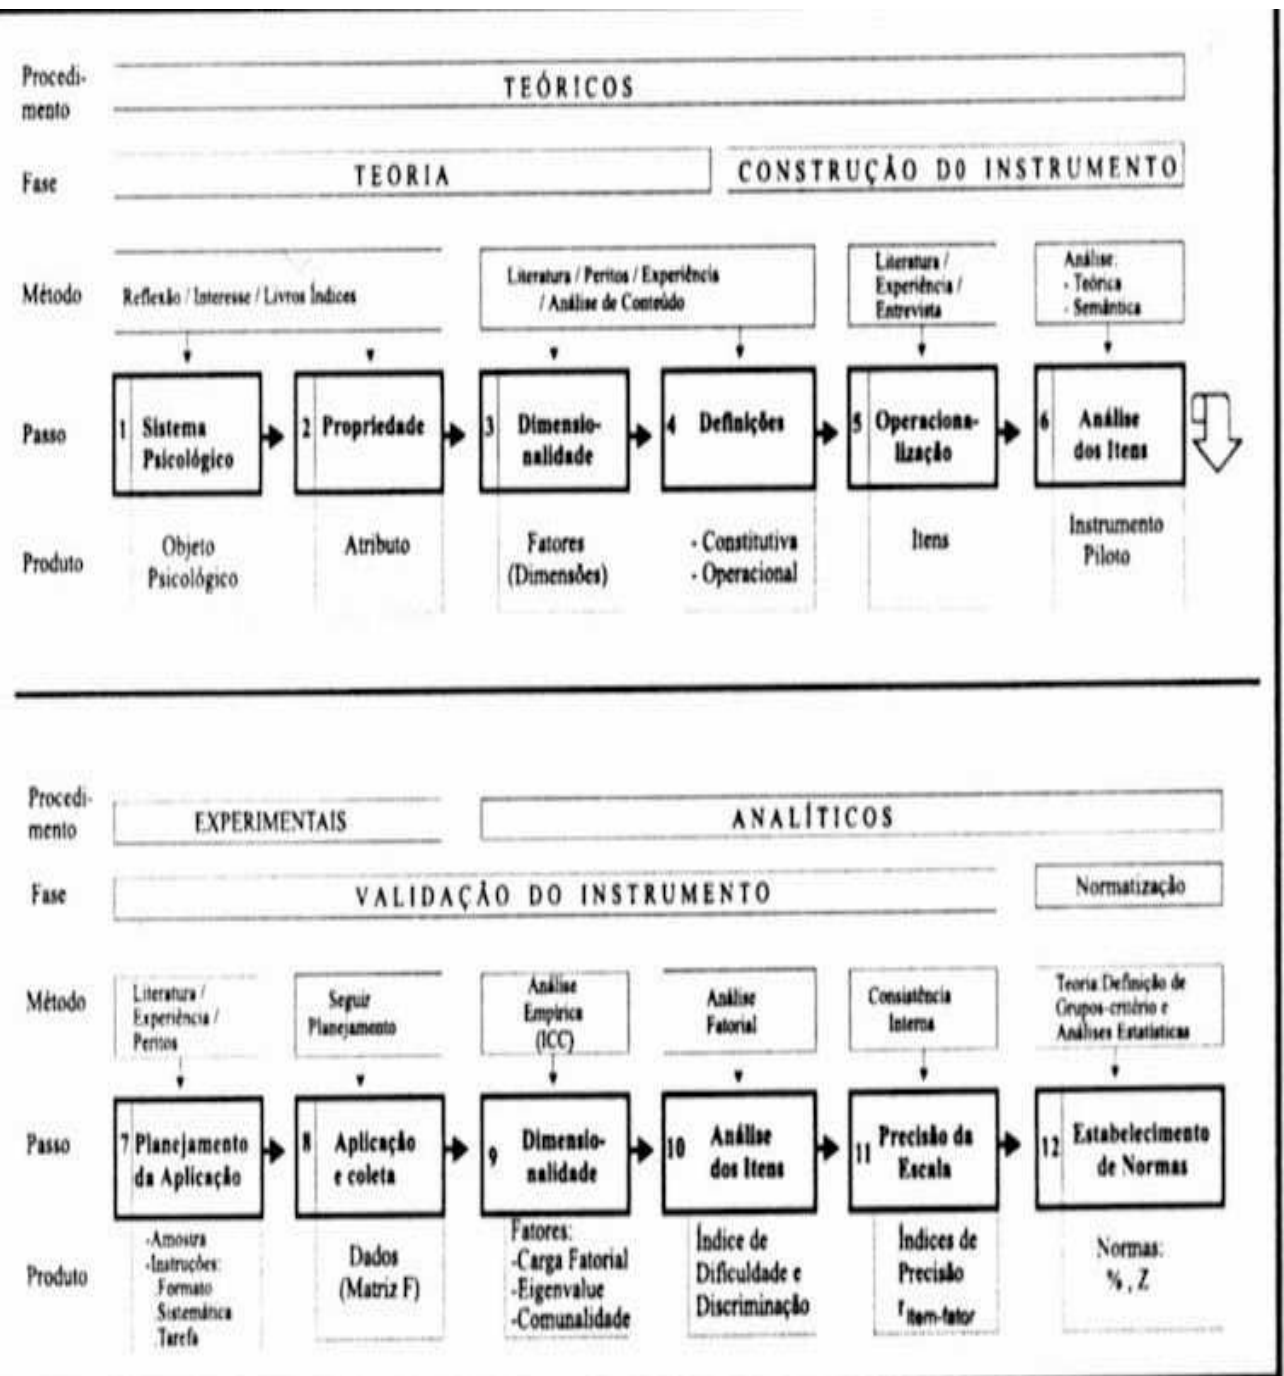 Procedi-
mento
TEÓRICOS
Fase
TEORIA
CONSTRUÇÃO D0 INSTRUMENTO
Método
Reflexão / Interesse / Livros Índices
Literatura / Peritos / Experiência
/ Análise de Conteúdo
Literatura /
Experiência /
Entrevista
Análise:
- Teórica
- Semântica
Passo
1 Sistema
Psicológico
2 Propriedade
3 Dimensio-
nalidade
4 Definições
5 Operaciona-
lização
6 Análise
dos Itens
Produto
Objeto
Psicológico
Atributo
Fatores
(Dimensões)
- Constitutiva
- Operacional
Itens
Instrumento
Piloto
Procedi-
mento
EXPERIMENTAIS
ANALÍTICOS
Fase
VALIDAÇÃO DO INSTRUMENTO
Normatização
Método
Literatura /
Experiência /
Peritos
Seguir
Planejamento
Análise
Empírica
(ICC)
Análise
Fatorial
Consistência
Interna
Teoria:Definição de
Grupos-critério e
Análises Estatísticas
Passo
7 Planejamento
da Aplicação
8 Aplicação
e coleta
9 Dimensio-
nalidade
10 Análise
dos Itens
11 Precisão da
Escala
12 Estabelecimento
de Normas
Produto
-Amostra
-Instruções:
Formato
Sistemática
Tarefa
Dados
(Matriz F)
Fatores:
-Carga Fatorial
-Eigenvalue
-Comunalidade
Índice de
Dificuldade e
Discriminação
Índices de
Precisão
r item-fator
Normas:
% , Z